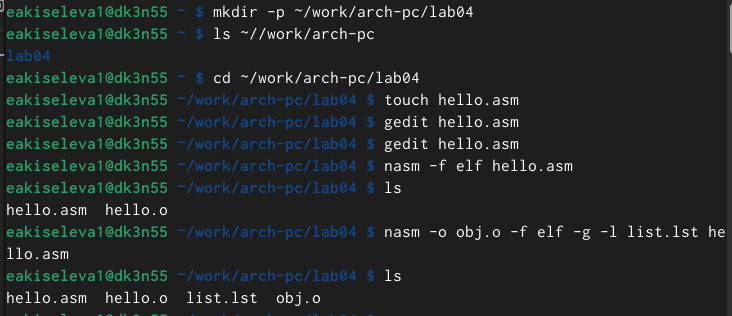 eakiseleva1@dk3n55 ~ $ mkdir -p ~/work/arch-pc/lab04
eakiseleva1@dk3n55 ~ $ ls ~//work/arch-pc
lab04
eakiseleva1@dk3n55 ~ $ cd ~/work/arch-pc/lab04
eakiseleva1@dk3n55 ~/work/arch-pc/lab04 $ touch hello.asm
eakiseleva1@dk3n55 ~/work/arch-pc/lab04 $ gedit hello.asm
eakiseleva1@dk3n55 ~/work/arch-pc/lab04 $ gedit hello.asm
eakiseleva1@dk3n55 ~/work/arch-pc/lab04 $ nasm -f elf hello.asm
eakiseleva1@dk3n55 ~/work/arch-pc/lab04 $ ls
hello.asm  hello.o
eakiseleva1@dk3n55 ~/work/arch-pc/lab04 $ nasm -o obj.o -f elf -g -l list.lst he
llo.asm
eakiseleva1@dk3n55 ~/work/arch-pc/lab04 $ ls
hello.asm  hello.o  list.lst  obj.o